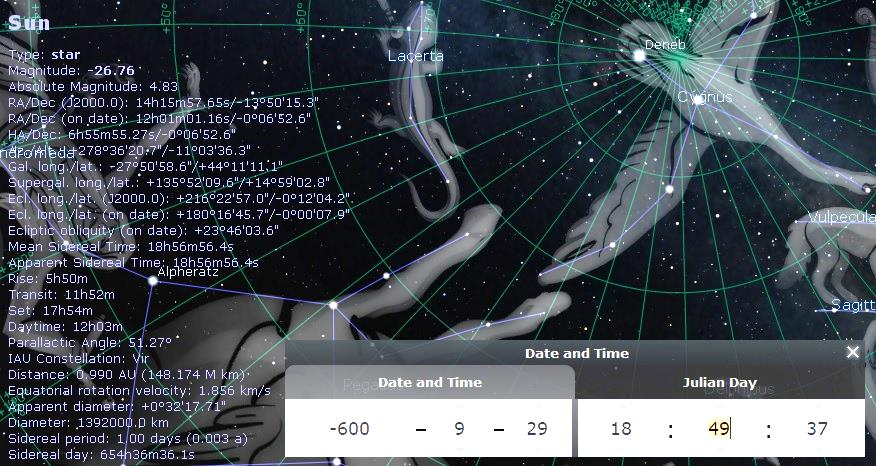 Sun
Type: star
Magnitude: -26.76
Absolute Magnitude: 4.83
RA/Dec (J2000.0): 14h15m57.65s/-13°50'15.3"
RA/Dec (on date): 12h01m01.16s/-0°06'52.6"
HA/Dec: 6h55m55.27s/-0°06'52.6"
Az./Alt.: +278°36'20.7"/-11°03'36.3"
Gal. long./lat.: -27°50'58.6"/+44°11'11.1"
Supergal. long./lat.: +135°52'09.6"/+14°59'02.8"
Ecl. long./lat. (J2000.0): +216°22'57.0"/-0°12'04.2"
Ecl. long./lat. (on date): +180°16'45.7"/-0°00'07.9"
Ecliptic obliquity (on date): +23°46'03.6"
Mean Sidereal Time: 18h56m56.4s
Apparent Sidereal Time: 18h56m56.4s
Rise: 5h50m
Transit: 11h52m
Set: 17h54m
Daytime: 12h03m
Parallactic Angle: 51.27°
IAU Constellation: Vir
Distance: 0.990 AU (148.174 M km)
Equatorial rotation velocity: 1.856 km/s
Apparent diameter: +0°32'17.71"
Diameter: 1392000.0 km
Sidereal period: 1.00 days (0.003 a)
Sidereal day: 654h36m36.1s
+50°
+60°
+70°
Lacerta
Deneb
Cygnus
ndromeda
Vulpecula
Alpheratz
Sagitt
Pegas
Delphinus
Date and Time
Date and Time
Julian Day
-600 – 9 – 29
18 : 49 : 37